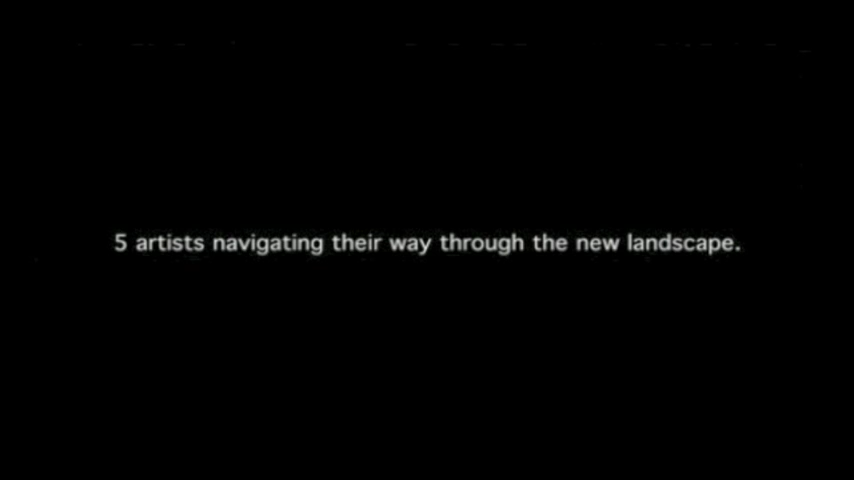 5 artists navigating their way through the new landscape.